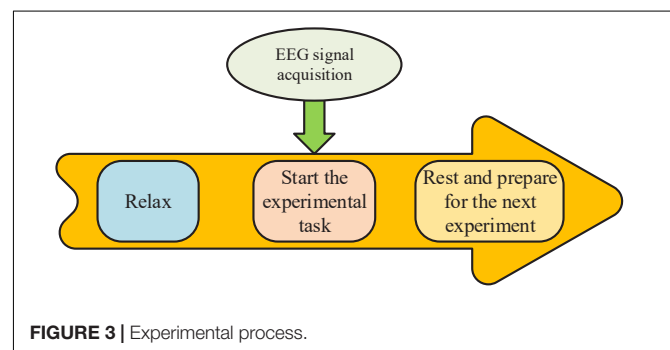 EEG signal
acquisition
Relax
Start the
experimental
task
Rest and prepare
for the next
experiment
FIGURE 3 | Experimental process.